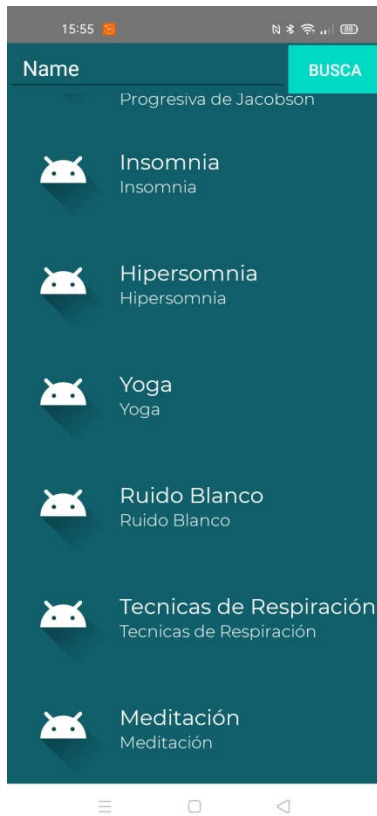 15:55
Name
BUSCA
Progresiva de Jacobson
Insomnia
Insomnia
Hipersomnia
Hipersomnia
Yoga
Yoga
Ruido Blanco
Ruido Blanco
Tecnicas de Respiración
Tecnicas de Respiración
Meditación
Meditación